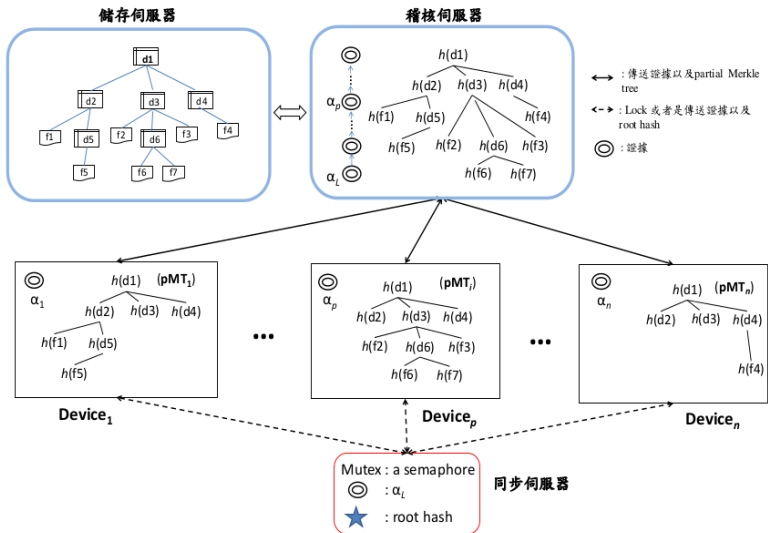 儲存伺服器
稽核伺服器
d1
d2
d3
d4
f1
d5
f2
d6
f3
f4
f5
f6
f7
h(d1)
h(d2)
h(d3)
h(d4)
αp
h(f1)
h(d5)
h(f4)
h(f5)
h(f2)
h(d6)
h(f3)
αL
h(f6)
h(f7)
: 傳送證據以及partial Merkle
tree
: Lock 或者是傳送證據以及
root hash
: 證據
α1
h(d1)
(pMT1)
h(d2)
h(d3)
h(d4)
h(f1)
h(d5)
h(f5)
Device1
...
αp
h(d1)
(pMTi)
h(d2)
h(d3)
h(d4)
h(f2)
h(d6)
h(f3)
h(f6)
h(f7)
Devicep
...
αn
h(d1)
(pMTn)
h(d2)
h(d3)
h(d4)
h(f4)
Devicen
Mutex : a semaphore
: αL
: root hash
同步伺服器